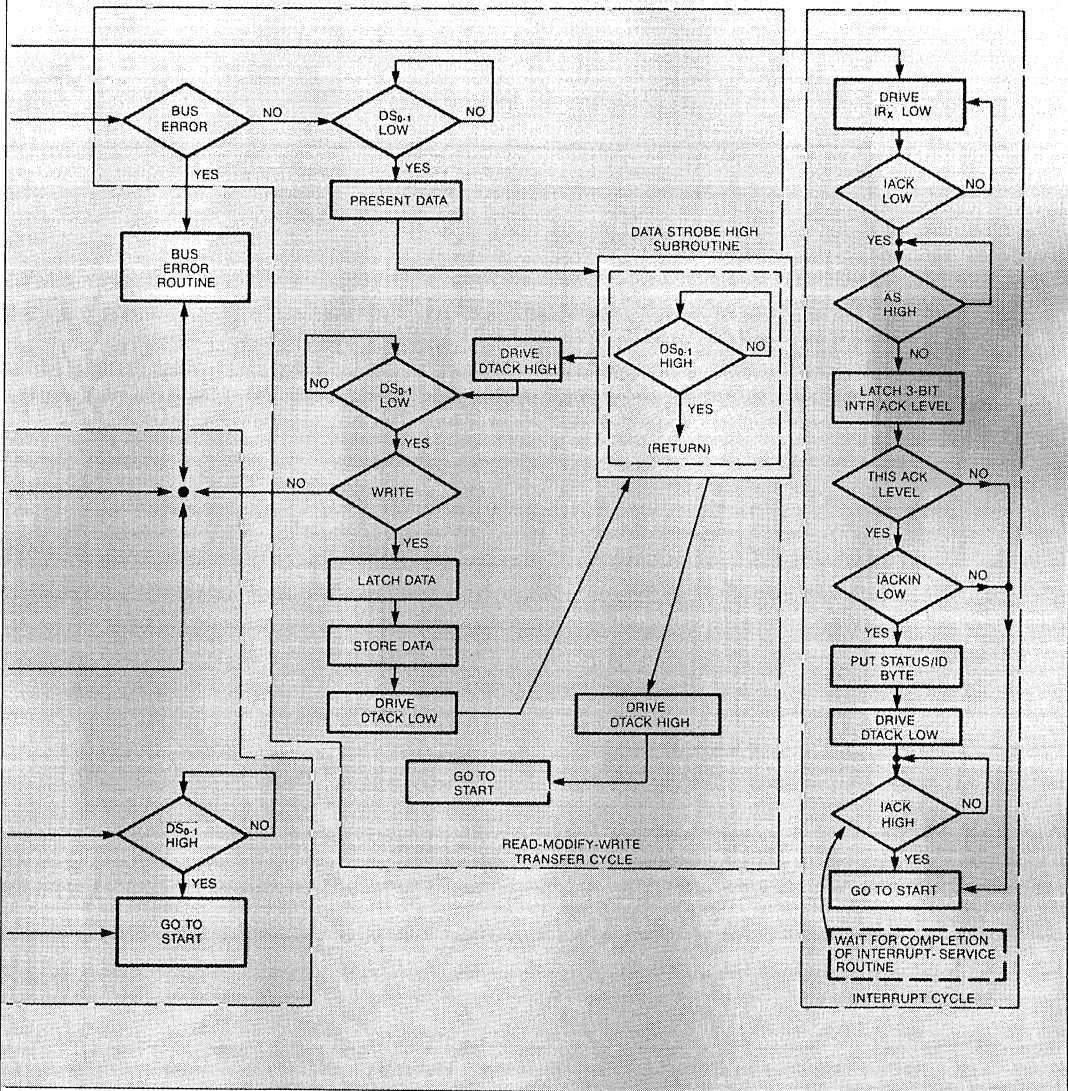 BUS
ERROR
NO
YES
DS₀₋₁
LOW
NO
YES
PRESENT DATA
BUS
ERROR
ROUTINE
DATA STROBE HIGH
SUBROUTINE
DS₀₋₁
HIGH
NO
YES
(RETURN)
DRIVE
DTACK HIGH
DS₀₋₁
LOW
NO
YES
WRITE
NO
YES
LATCH DATA
STORE DATA
DRIVE
DTACK LOW
DRIVE
DTACK HIGH
GO TO
START
READ-MODIFY-WRITE
TRANSFER CYCLE
DS₀₋₁
HIGH
NO
YES
GO TO
START
DRIVE
IRₓ LOW
IACK
LOW
NO
YES
AS
HIGH
NO
LATCH 3-BIT
INTR ACK LEVEL
THIS ACK
LEVEL
NO
YES
IACKIN
LOW
NO
YES
PUT STATUS/ID
BYTE
DRIVE
DTACK LOW
IACK
HIGH
NO
YES
GO TO START
WAIT FOR COMPLETION
OF INTERRUPT-SERVICE
ROUTINE
INTERRUPT CYCLE